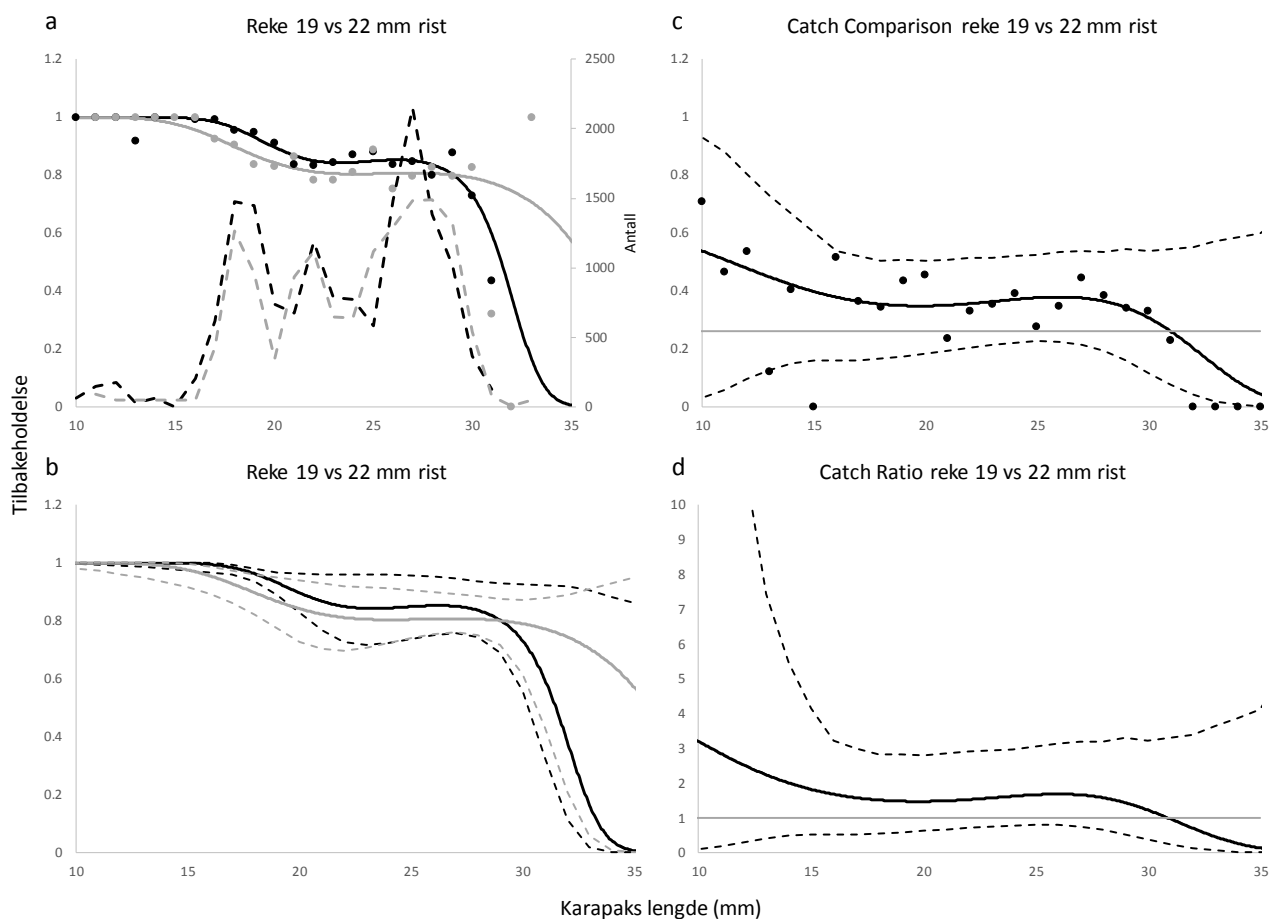 a
Reke 19 vs 22 mm rist
1.2
1
0.8
0.6
0.4
0.2
0
2500
2000
1500
1000
500
0
Antall
10 15 20 25 30 35
c
Catch Comparison reke 19 vs 22 mm rist
1.2
1
0.8
0.6
0.4
0.2
0
10 15 20 25 30 35
Tilbakeholdelse
b
Reke 19 vs 22 mm rist
1.2
1
0.8
0.6
0.4
0.2
0
10 15 20 25 30 35
d
Catch Ratio reke 19 vs 22 mm rist
10
9
8
7
6
5
4
3
2
1
0
10 15 20 25 30 35
Karapaks lengde (mm)